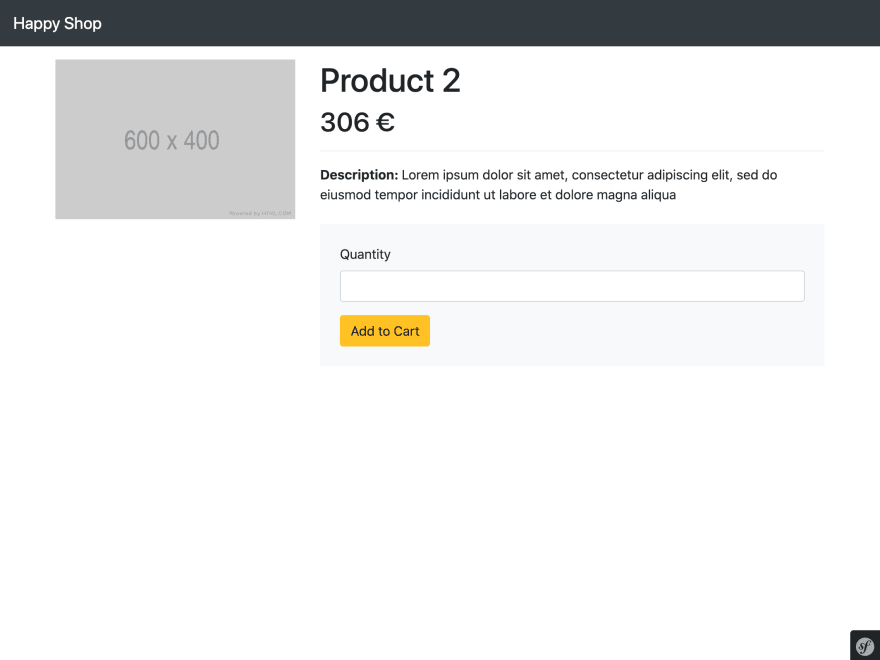 Happy Shop
600 x 400
Powered by HTML.COM
Product 2
306 €
Description: Lorem ipsum dolor sit amet, consectetur adipiscing elit, sed do
eiusmod tempor incididunt ut labore et dolore magna aliqua
Quantity
Add to Cart
sf